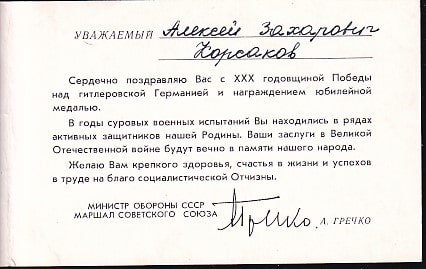 УВАЖАЕМЫЙ Алексей Захарович
Корсаков
Сердечно поздравляю Вас с XXX годовщиной Победы
над гитлеровской Германией и награждением юбилейной
медалью.
В годы суровых военных испытаний Вы находились в рядах
активных защитников нашей Родины. Ваши заслуги в Великой
Отечественной войне будут вечно в памяти нашего народа.
Желаю Вам крепкого здоровья, счастья в жизни и успехов
в труде на благо социалистической Отчизны.
МИНИСТР ОБОРОНЫ СССР
МАРШАЛ СОВЕТСКОГО СОЮЗА Гречко А. ГРЕЧКО